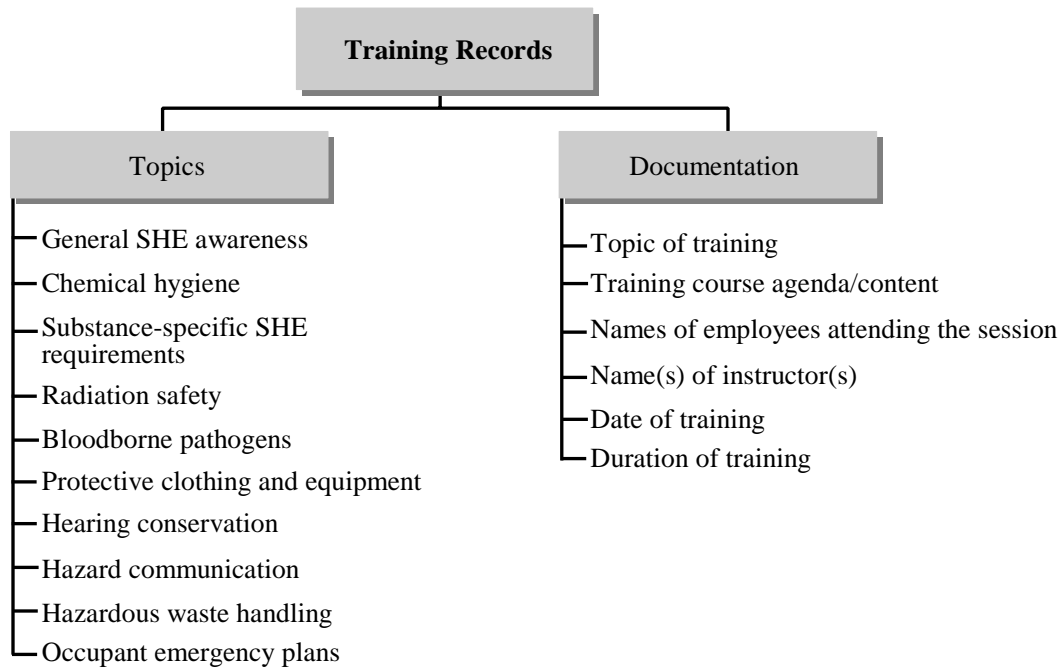 Training Records
Topics
General SHE awareness
Chemical hygiene
Substance-specific SHE
requirements
Radiation safety
Bloodborne pathogens
Protective clothing and equipment
Hearing conservation
Hazard communication
Hazardous waste handling
Occupant emergency plans
Documentation
Topic of training
Training course agenda/content
Names of employees attending the session
Name(s) of instructor(s)
Date of training
Duration of training